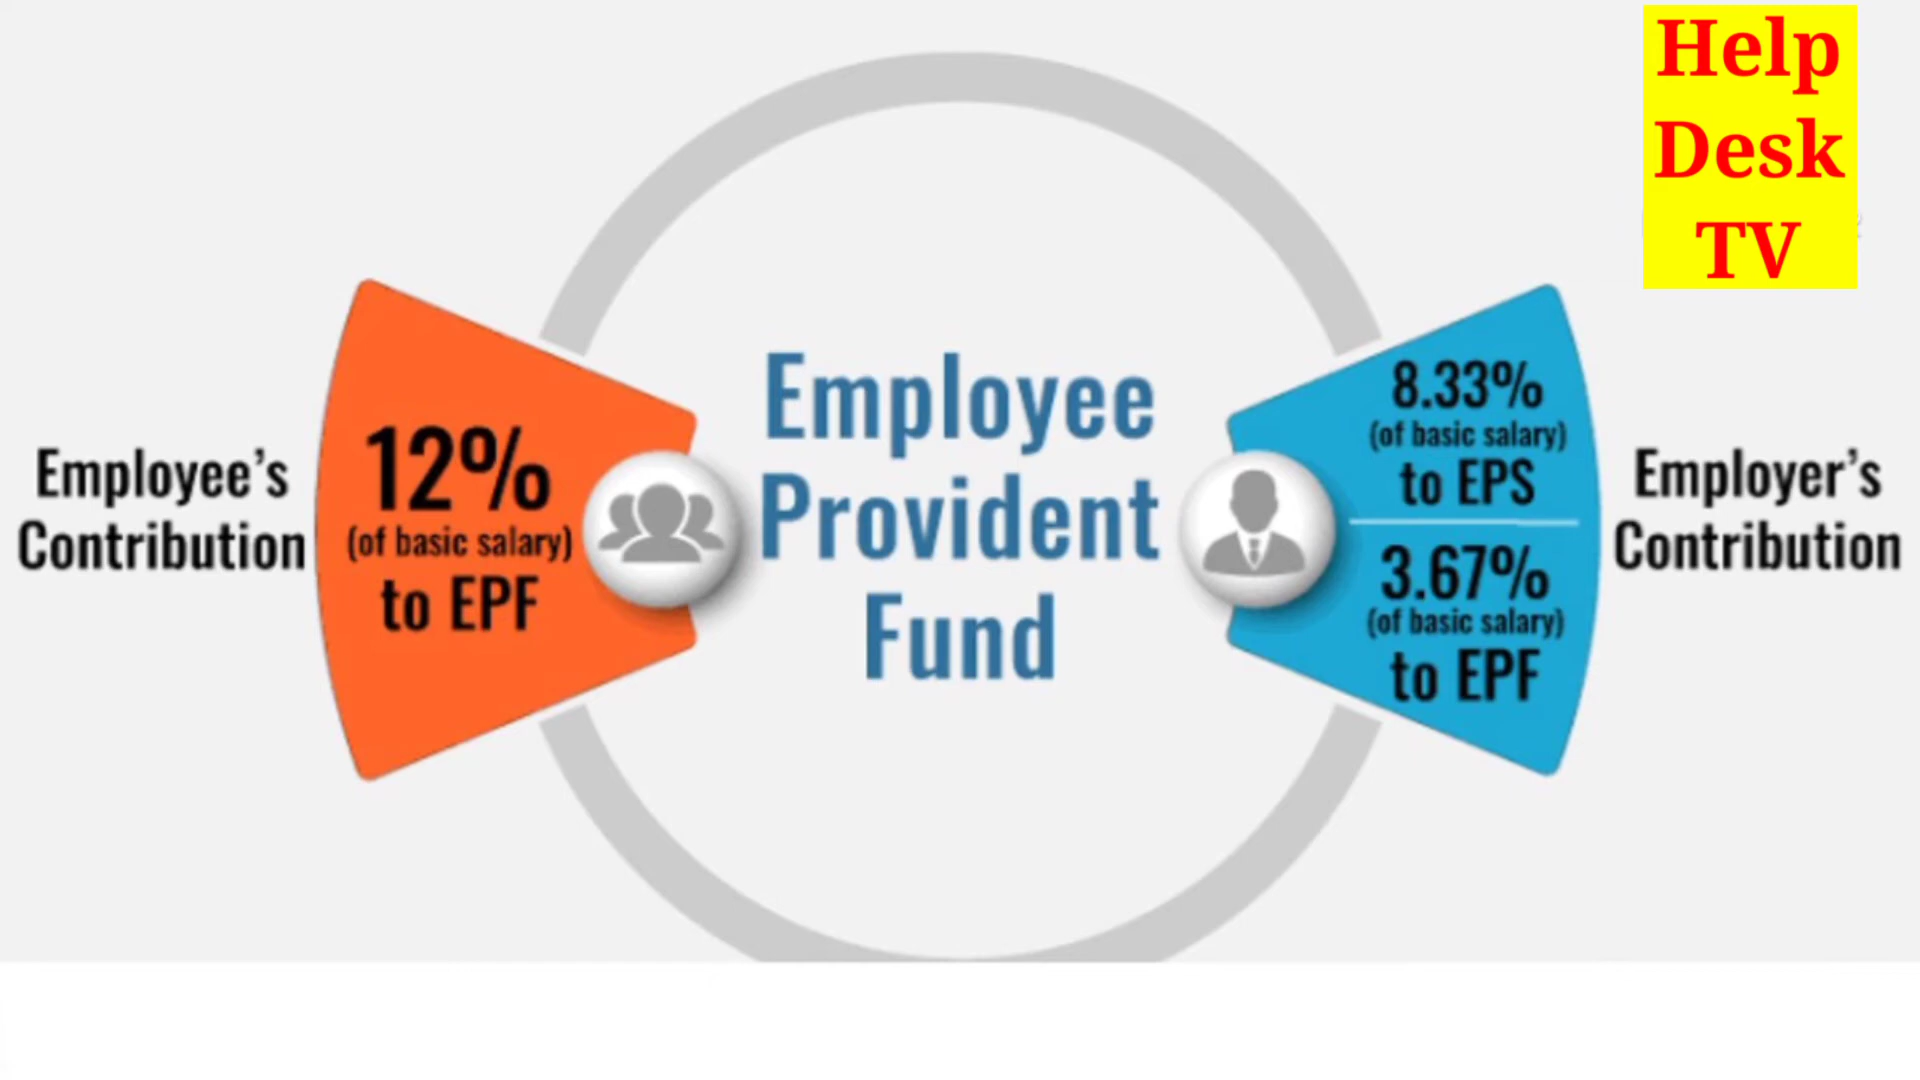 Help
Desk
TV
Employee's
Contribution
12%
(of basic salary)
to EPF
Employee
Provident
Fund
8.33%
(of basic salary)
to EPS
3.67%
(of basic salary)
to EPF
Employer's
Contribution